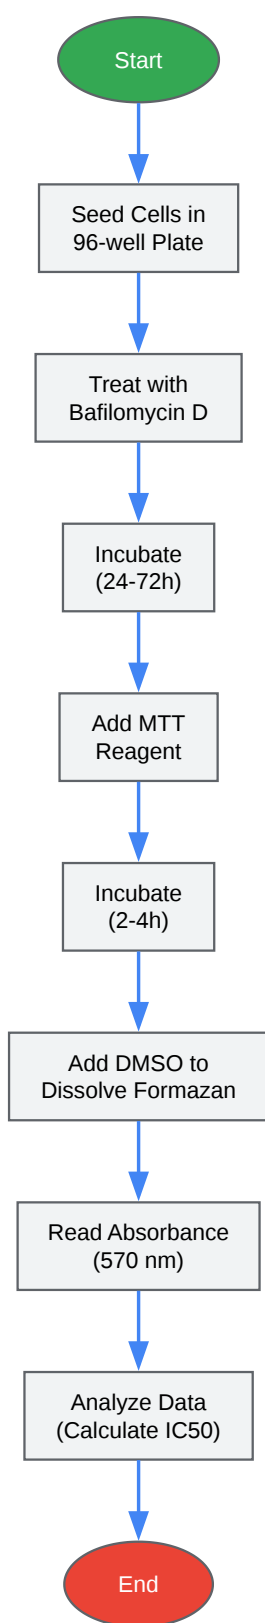 Start
Seed Cells in
96-well Plate
Treat with
Bafilomycin D
Incubate
(24-72h)
Add MTT
Reagent
Incubate
(2-4h)
Add DMSO to
Dissolve Formazan
Read Absorbance
(570 nm)
Analyze Data
(Calculate IC50)
End